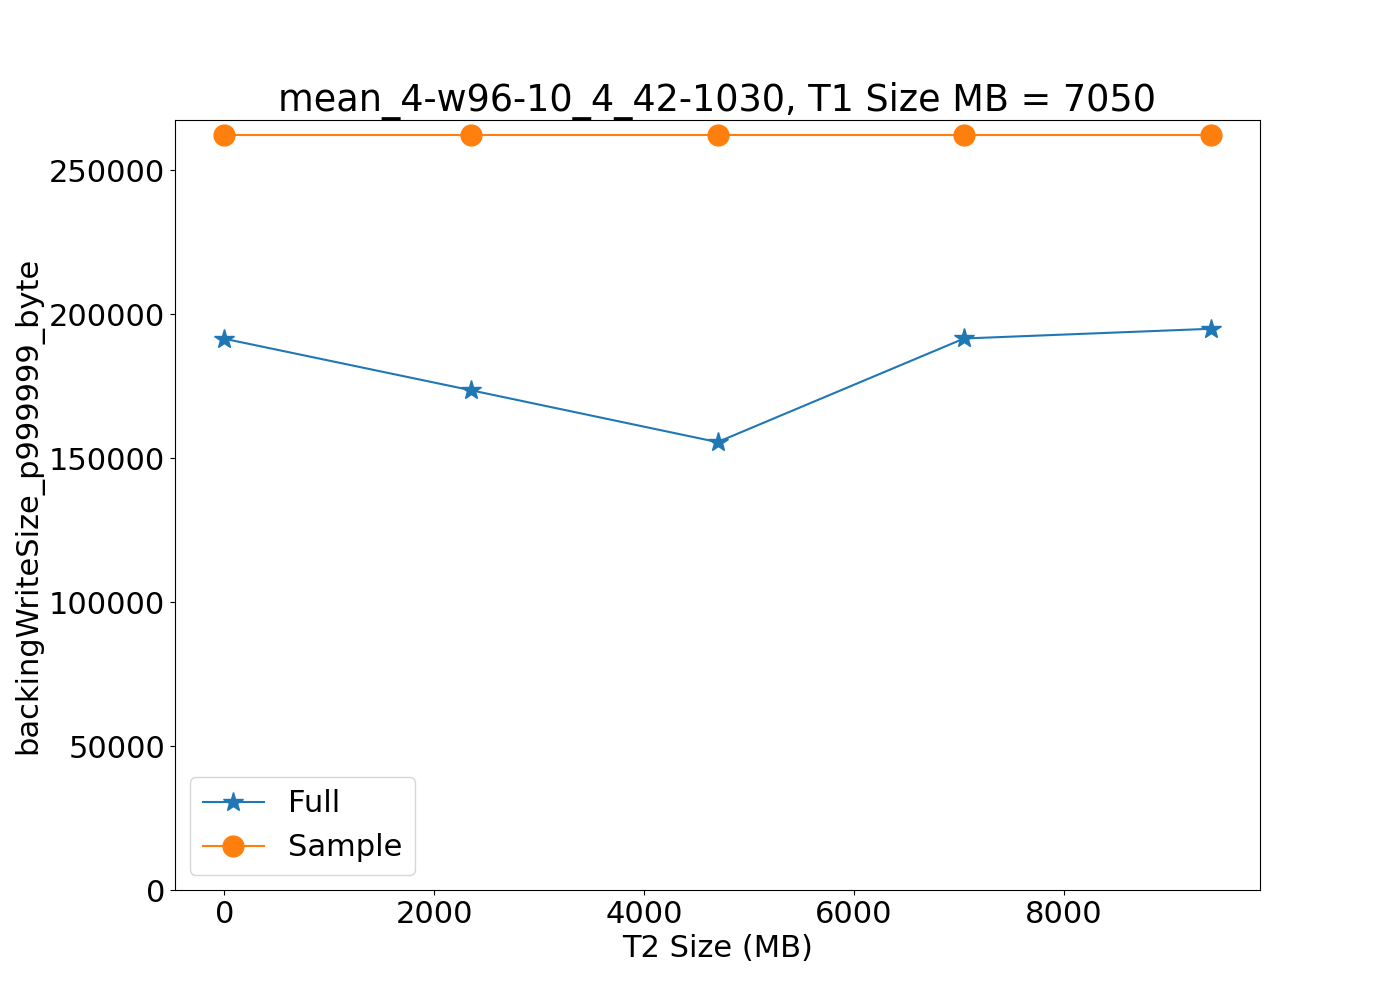 mean_4-w96-10_4_42-1030, T1 Size MB = 7050
backingWriteSize_p999999_byte
250000
200000
150000
100000
50000
0
Full
Sample
0 2000 4000 6000 8000
T2 Size (MB)